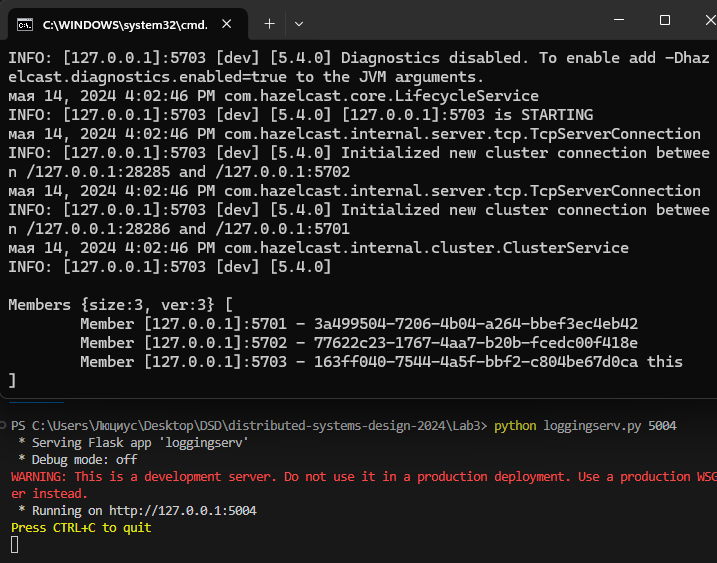 C:\WINDOWS\system32\cmd.
INFO: [127.0.0.1]:5703 [dev] [5.4.0] Diagnostics disabled. To enable add -Dhaz
elcast.diagnostics.enabled=true to the JVM arguments.
мая 14, 2024 4:02:46 PM com.hazelcast.core.LifecycleService
INFO: [127.0.0.1]:5703 [dev] [5.4.0] [127.0.0.1]:5703 is STARTING
мая 14, 2024 4:02:46 PM com.hazelcast.internal.server.tcp.TcpServerConnection
INFO: [127.0.0.1]:5703 [dev] [5.4.0] Initialized new cluster connection betwee
n /127.0.0.1:28285 and /127.0.0.1:5702
мая 14, 2024 4:02:46 PM com.hazelcast.internal.server.tcp.TcpServerConnection
INFO: [127.0.0.1]:5703 [dev] [5.4.0] Initialized new cluster connection betwee
n /127.0.0.1:28286 and /127.0.0.1:5701
мая 14, 2024 4:02:46 PM com.hazelcast.internal.cluster.ClusterService
INFO: [127.0.0.1]:5703 [dev] [5.4.0]
Members {size:3, ver:3} [
Member [127.0.0.1]:5701 - 3a499504-7206-4b04-a264-bbef3ec4eb42
Member [127.0.0.1]:5702 - 77622c23-1767-4aa7-b20b-fcedc00f418e
Member [127.0.0.1]:5703 - 163ff040-7544-4a5f-bbf2-c804be67d0ca this
]
PS C:\Users\Люциус\Desktop\DSD\distributed-systems-design-2024\Lab3> python loggingserv.py 5004
* Serving Flask app 'loggingserv'
* Debug mode: off
WARNING: This is a development server. Do not use it in a production deployment. Use a production WSG
er instead.
* Running on http://127.0.0.1:5004
Press CTRL+C to quit